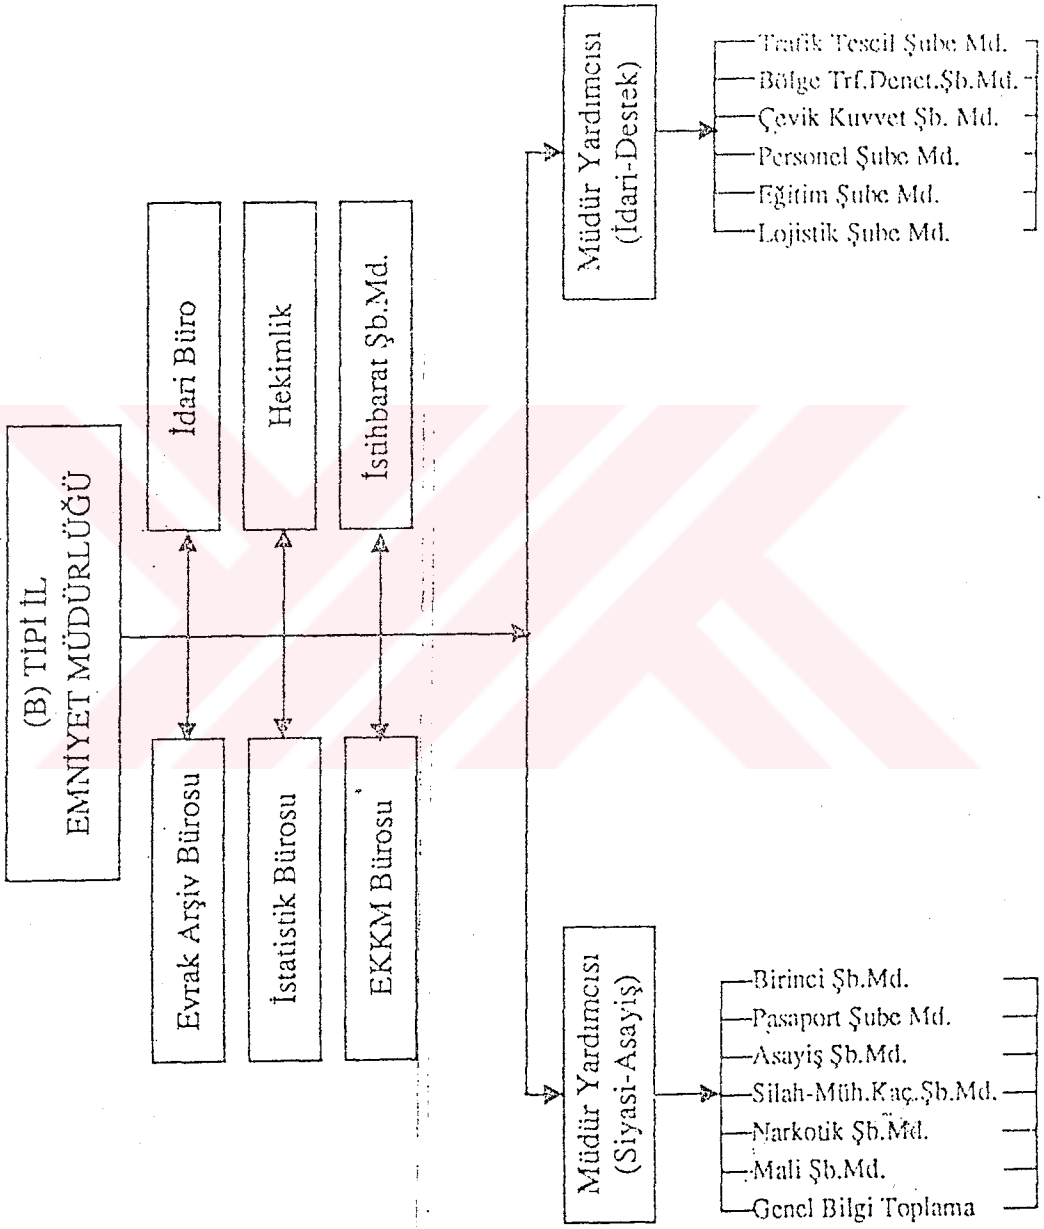 (B) TİPİ İL
EMNİYET MÜDÜRLÜĞÜ
Evrak Arşiv Bürosu
İdari Büro
İstatistik Bürosu
Hekimlik
EKKM Bürosu
İstihbarat Şb.Md.
Müdür Yardımcısı
(Siyasi-Asayiş)
Birinci Şb.Md.
Pasaport Şube Md.
Asayiş Şb.Md.
Silah-Müh.Kaç.Şb.Md.
Narkotik Şb.Md.
Mali Şb.Md.
Genel Bilgi Toplama
Müdür Yardımcısı
(İdari-Destek)
Trafik Tescil Şube Md.
Bölge Trf.Denet.Şb.Md.
Çevik Kuvvet Şb. Md.
Personel Şube Md.
Eğitim Şube Md.
Lojistik Şube Md.